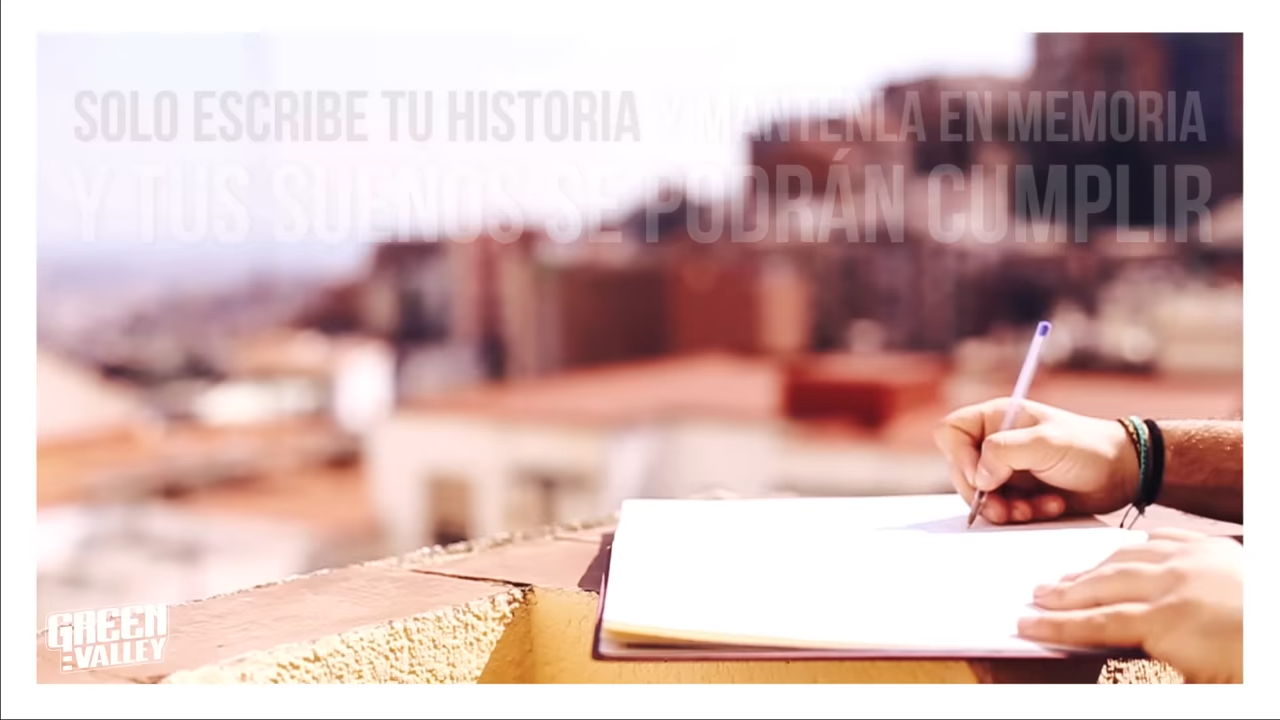 SOLO ESCRIBE TU HISTORIA Y MANTENLA EN MEMORIA
Y TUS SUEÑOS SE PODRÁN CUMPLIR
GREEN
VALLEY